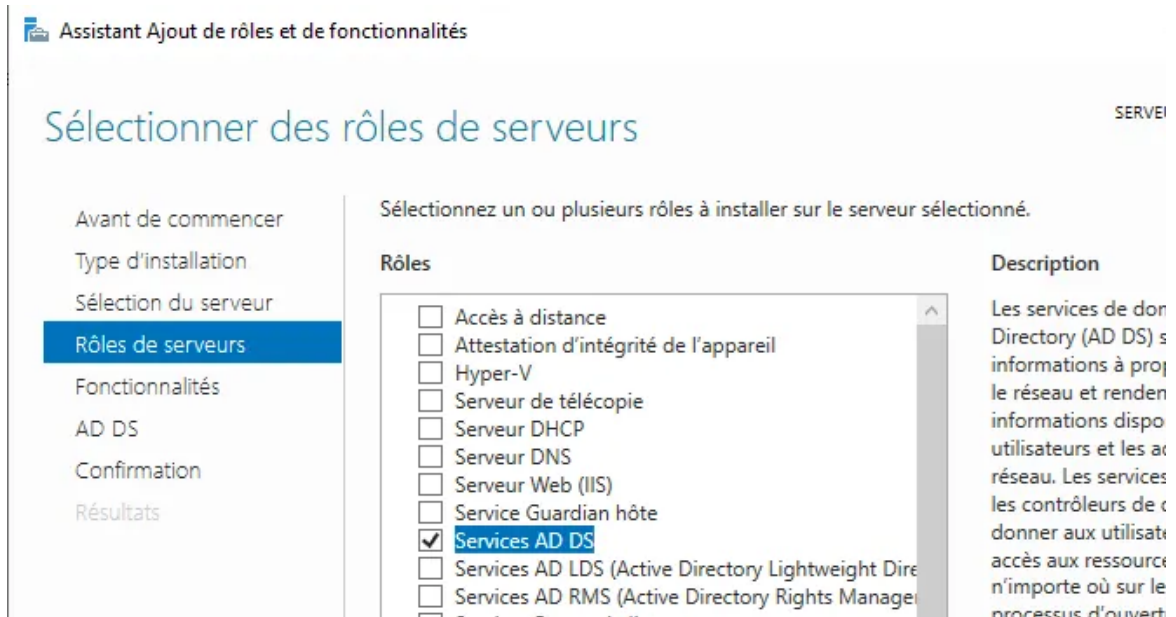 Assistant Ajout de rôles et de fonctionnalités
Sélectionner des rôles de serveurs
Avant de commencer
Type d'installation
Sélection du serveur
Rôles de serveurs
Fonctionnalités
AD DS
Confirmation
Résultats
Sélectionnez un ou plusieurs rôles à installer sur le serveur sélectionné.
Rôles
Accès à distance
Attestation d'intégrité de l'appareil
Hyper-V
Serveur de télécopie
Serveur DHCP
Serveur DNS
Serveur Web (IIS)
Service Guardian hôte
Services AD DS
Services AD LDS (Active Directory Lightweight Dire
Services AD RMS (Active Directory Rights Manager
Description
Les services de
Directory (AD DS)
informations à
le réseau et
informations
utilisateurs et les
réseau. Les services
les contrôleurs de
donner aux
accès aux
n'importe où sur le
processus